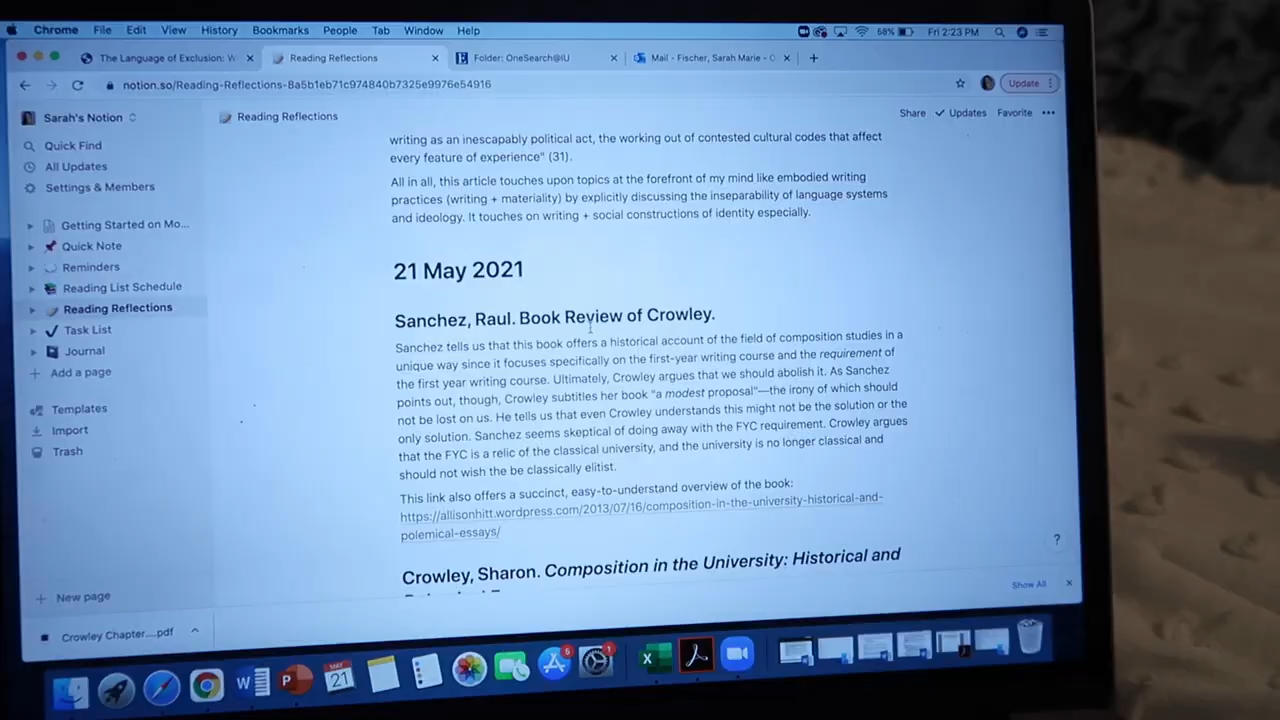 Chrome File Edit View History Bookmarks People Tab Window Help
68% Fri 2:23 PM
The Language of Exclusion: W
Reading Reflections
Folder: OneSearch@IU
Mail - Fischer, Sarah Marie - O
notion.so/Reading-Reflections-8a5b1eb71c974840b7325e9976e54916
Update
Sarah's Notion
Reading Reflections
Share Updates Favorite
Quick Find
All Updates
Settings & Members
Getting Started on Mo...
Quick Note
Reminders
Reading List Schedule
Reading Reflections
Task List
Journal
Add a page
Templates
Import
Trash
New page
writing as an inescapably political act, the working out of contested cultural codes that affect
every feature of experience" (31).
All in all, this article touches upon topics at the forefront of my mind like embodied writing
practices (writing + materiality) by explicitly discussing the inseparability of language systems
and ideology. It touches on writing + social constructions of identity especially.
21 May 2021
Sanchez, Raul. Book Review of Crowley.
Sanchez tells us that this book offers a historical account of the field of composition studies in a
unique way since it focuses specifically on the first-year writing course and the requirement of
the first year writing course. Ultimately, Crowley argues that we should abolish it. As Sanchez
points out, though, Crowley subtitles her book "a modest proposal"—the irony of which should
not be lost on us. He tells us that even Crowley understands this might not be the solution or the
only solution. Sanchez seems skeptical of doing away with the FYC requirement. Crowley argues
that the FYC is a relic of the classical university, and the university is no longer classical and
should not wish the be classically elitist.
This link also offers a succinct, easy-to-understand overview of the book:
https://allisonhitt.wordpress.com/2013/07/16/composition-in-the-university-historical-and-
polemical-essays/
Crowley, Sharon. Composition in the University: Historical and
?
Show All
Crowley Chapter....pdf
W
P
MAY
21
5
1
X